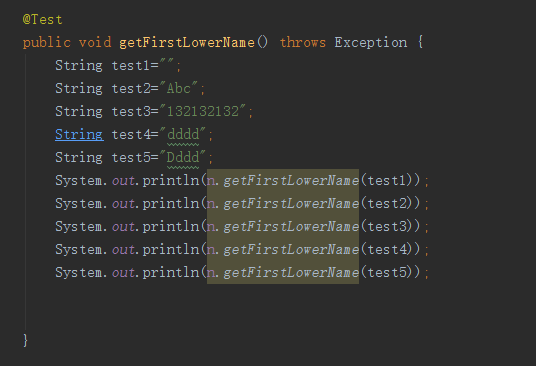 @Test
public void getFirstLowerName() throws Exception {
String test1="";
String test2="Abc";
String test3="132132132";
String test4="dddd";
String test5="Dddd";
System.out.println(n.getFirstLowerName(test1));
System.out.println(n.getFirstLowerName(test2));
System.out.println(n.getFirstLowerName(test3));
System.out.println(n.getFirstLowerName(test4));
System.out.println(n.getFirstLowerName(test5));
}